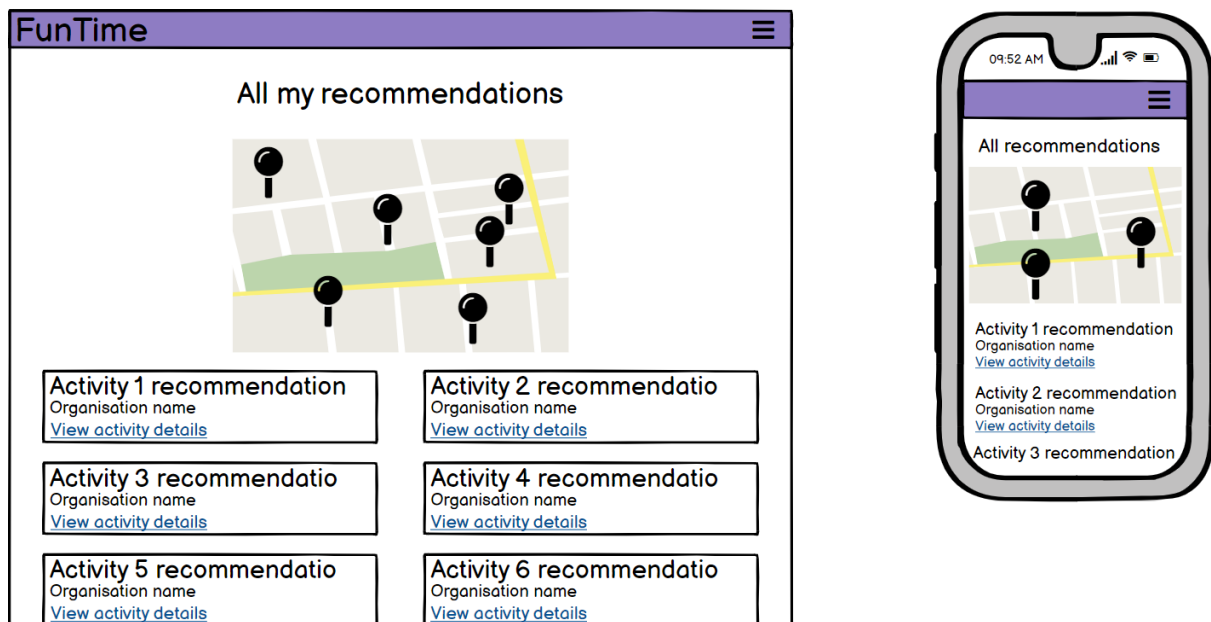 FunTime
All my recommendations
Activity 1 recommendation
Organisation name
View activity details
Activity 2 recommendatio
Organisation name
View activity details
Activity 3 recommendatio
Organisation name
View activity details
Activity 4 recommendatio
Organisation name
View activity details
Activity 5 recommendatio
Organisation name
View activity details
Activity 6 recommendatio
Organisation name
View activity details
09:52 AM
All recommendations
Activity 1 recommendation
Organisation name
View activity details
Activity 2 recommendation
Organisation name
View activity details
Activity 3 recommendation